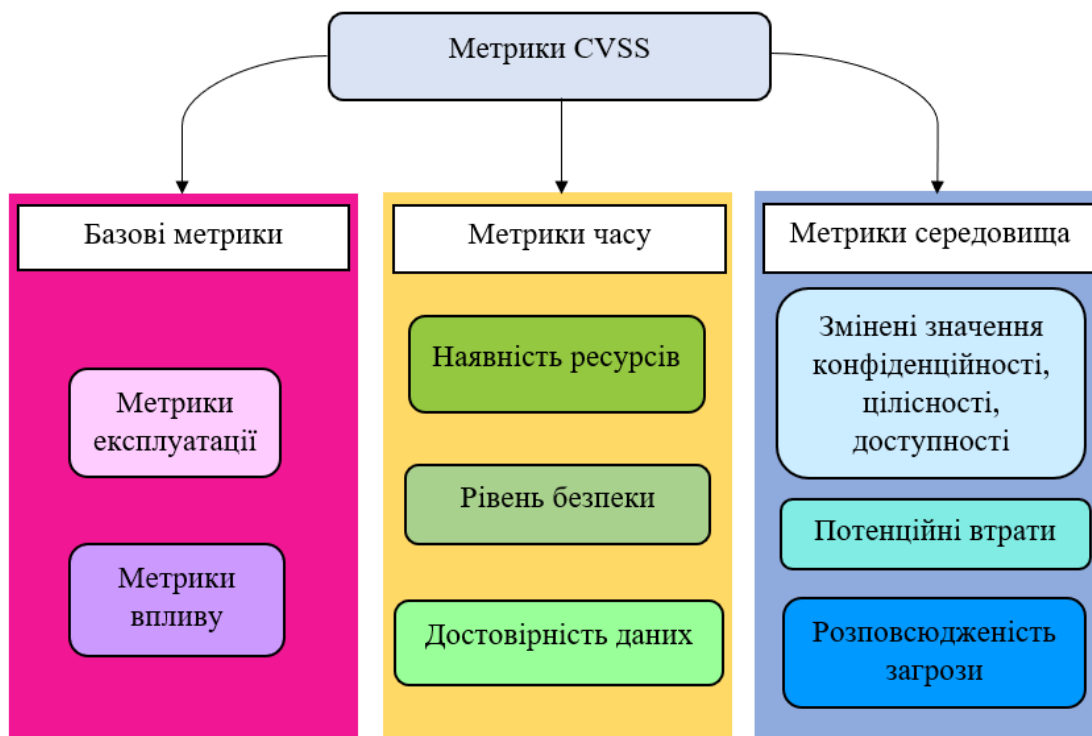 Метрики CVSS
Базові метрики
Метрики
експлуатації
Метрики
впливу
Метрики часу
Наявність ресурсів
Рівень безпеки
Достовірність даних
Метрики середовища
Змінені значення
конфіденційності,
цілісності,
доступності
Потенційні втрати
Розповсюдженість
загрози